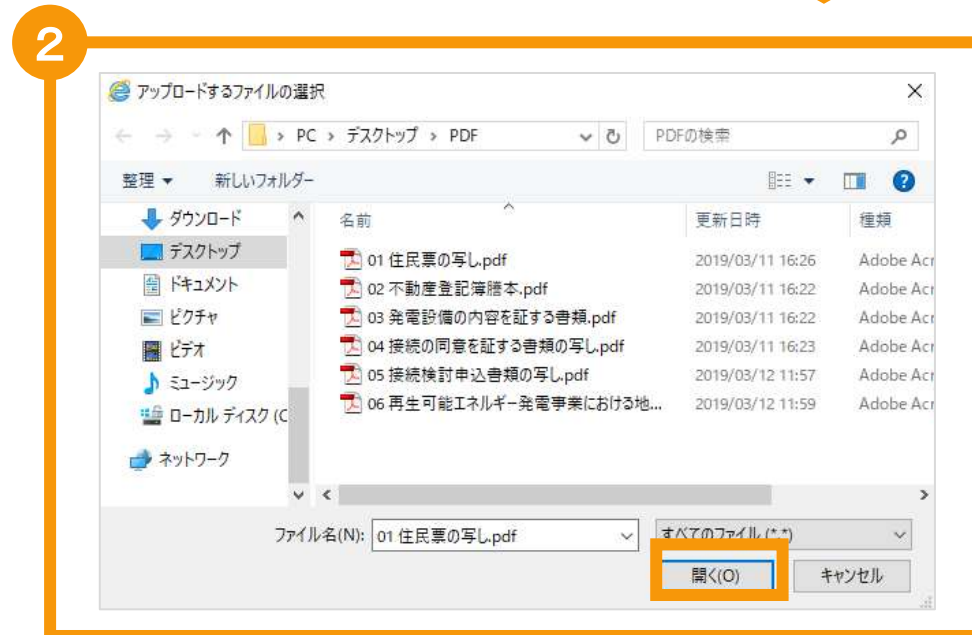 2
アップロードするファイルの選択
PC › デスクトップ › PDF
PDFの検索
整理
新しいフォルダー
ダウンロード
デスクトップ
ドキュメント
ピクチャ
ビデオ
ミュージック
ローカル ディスク (C
ネットワーク
名前 更新日時 種類
01 住民票の写し.pdf 2019/03/11 16:26 Adobe Acr
02 不動産登記簿謄本.pdf 2019/03/11 16:22 Adobe Acr
03 発電設備の内容を証する書類.pdf 2019/03/11 16:22 Adobe Acr
04 接続の同意を証する書類の写し.pdf 2019/03/11 16:23 Adobe Acr
05 接続検討申込書類の写し.pdf 2019/03/12 11:57 Adobe Acr
06 再生可能エネルギー発電事業における地... 2019/03/12 11:59 Adobe Acr
ファイル名(N): 01 住民票の写し.pdf
すべてのファイル (*.*)
開く(O)
キャンセル